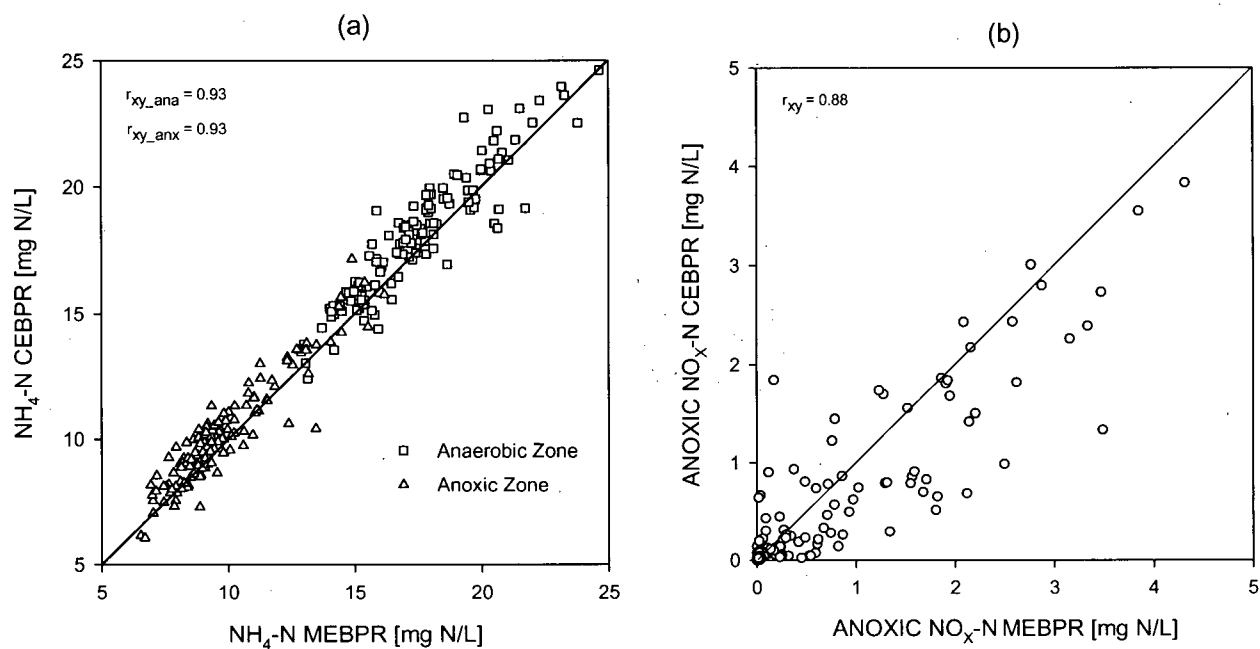 (a)
25
20
15
10
5
5
10
15
20
25
r_xy_ana = 0.93
r_xy_anx = 0.93
Anaerobic Zone
Anoxic Zone
NH₄-N CEBPR [mg N/L]
NH₄-N MEBPR [mg N/L]
(b)
5
4
3
2
1
0
0
1
2
3
4
5
r_xy = 0.88
ANOXIC NOₓ-N CEBPR [mg N/L]
ANOXIC NOₓ-N MEBPR [mg N/L]